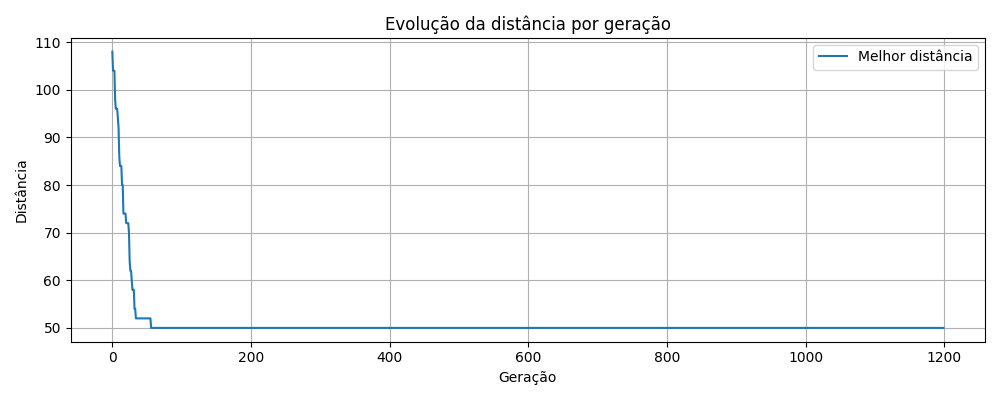 Evolução da distância por geração
Melhor distância
110
100
90
80
70
60
50
Distância
0 200 400 600 800 1000 1200
Geração